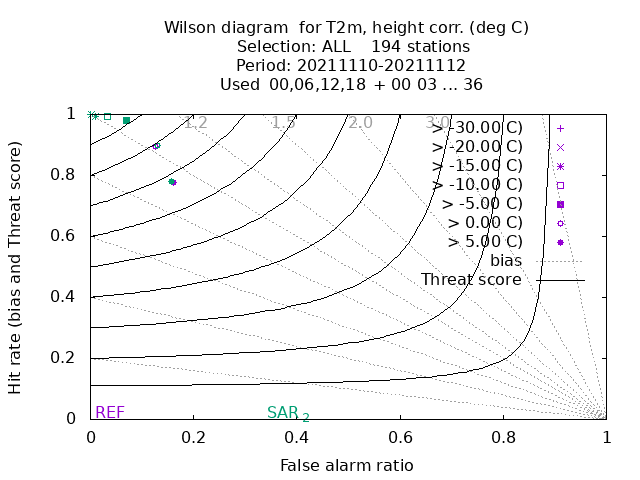 Wilson diagram  for T2m, height corr. (deg C)
Selection: ALL    194 stations
Period: 20211110-20211112
Used  00,06,12,18  + 00 03 ... 36
Hit rate (bias and Threat score)
1
0.8
0.6
0.4
0.2
0
1.2
1.5
2.0
3.0
> -30.00 C)
> -20.00 C)
> -15.00 C)
> -10.00 C)
> -5.00 C)
> 0.00 C)
> 5.00 C)
bias
Threat score
REF
SAR 2
0
0.2
0.4
0.6
0.8
1
False alarm ratio